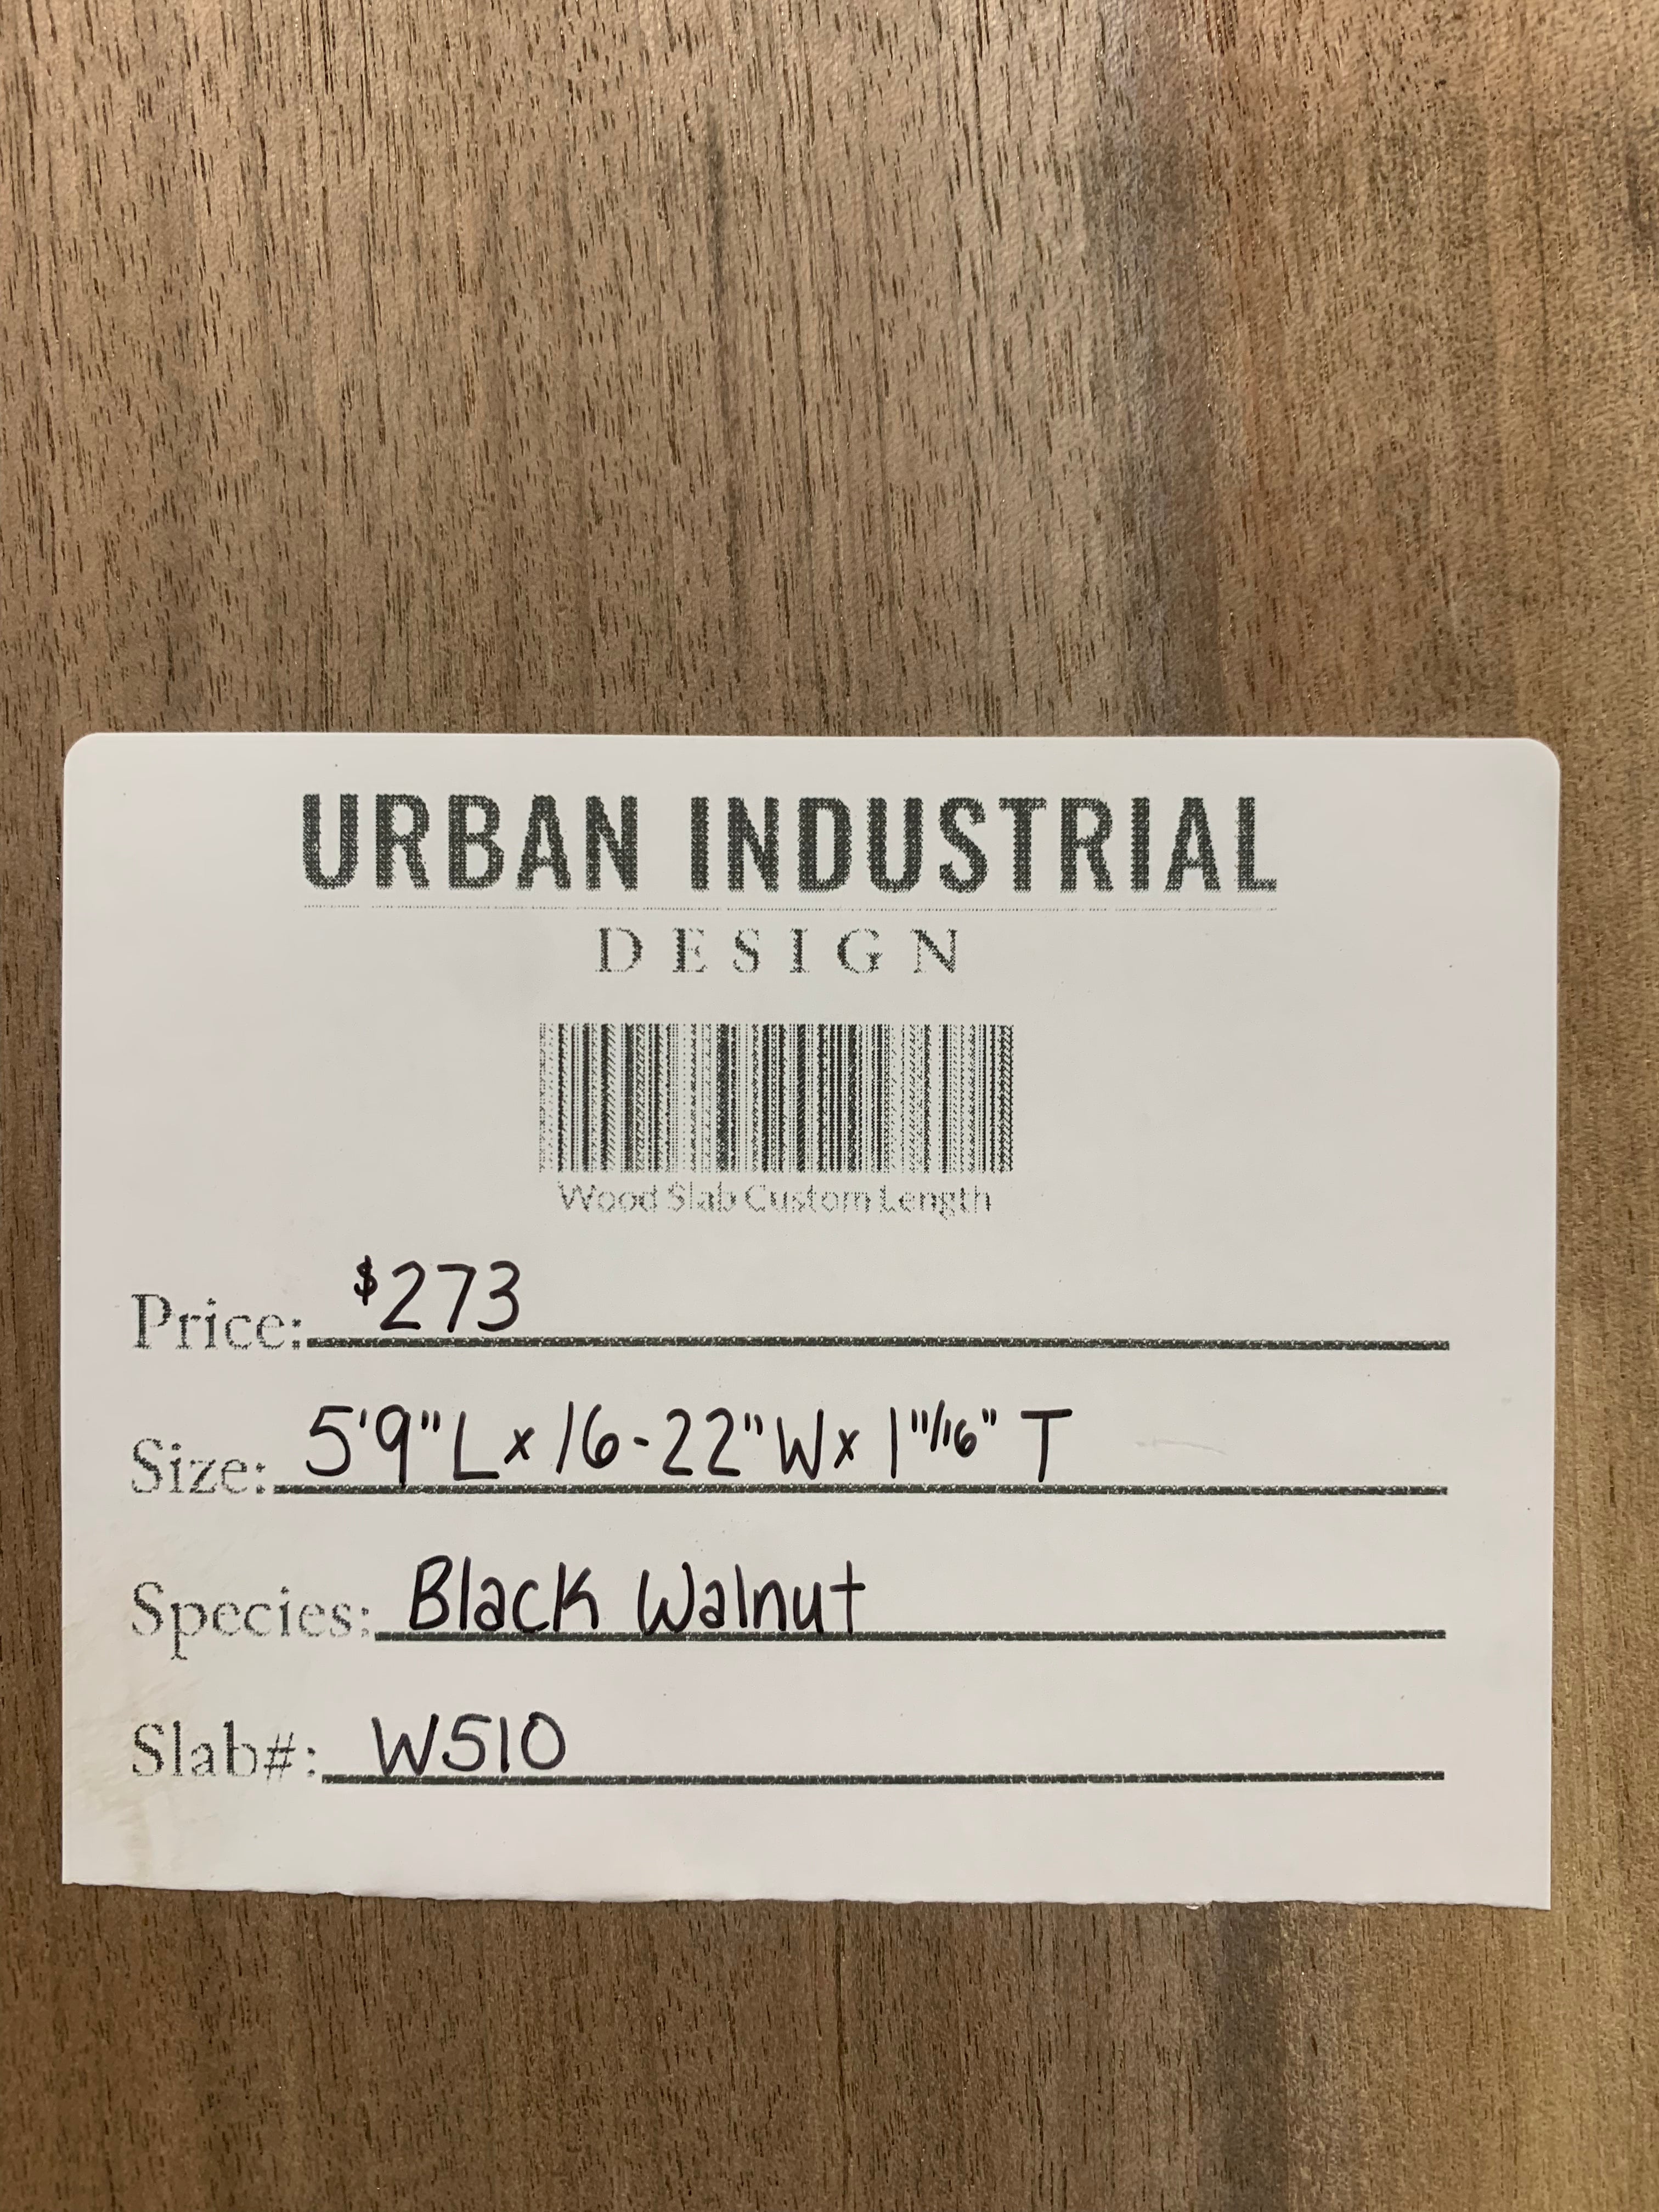 URBAN INDUSTRIAL
DESIGN
Wood Slab Custom Length
Price: $273
Size: 5'9" L x 16-22" W x 1 11/16" T
Species: Black Walnut
Slab#: W510